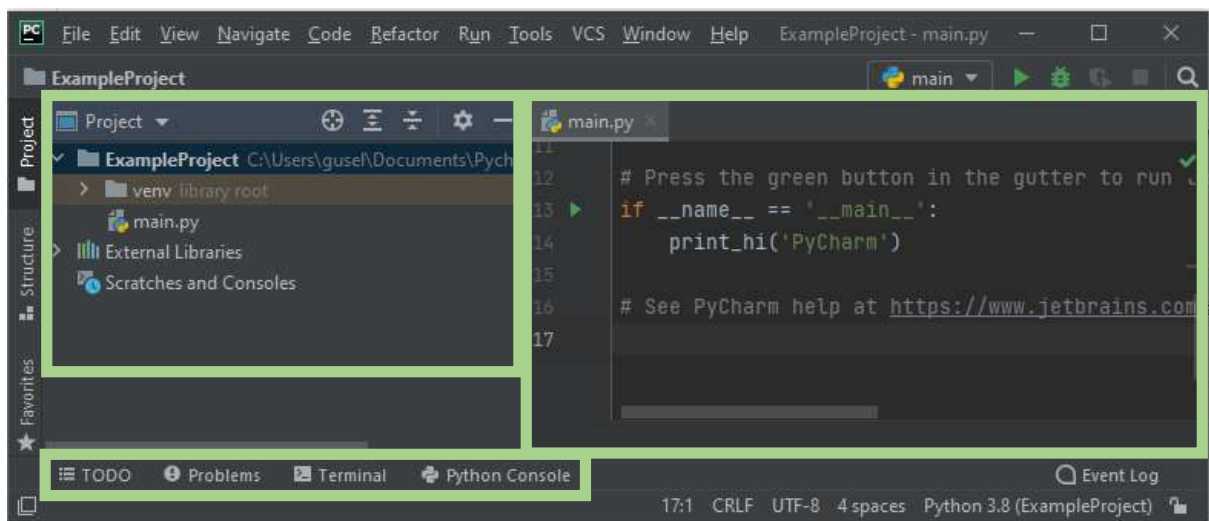 PC File Edit View Navigate Code Refactor Run Tools VCS Window Help ExampleProject - main.py
ExampleProject main
Project
Structure
Favorites
Project
ExampleProject C:\Users\gusel\Documents\Pych
venv library root
main.py
External Libraries
Scratches and Consoles
main.py
11
12 # Press the green button in the gutter to run
13 if __name__ == '__main__':
14 print_hi('PyCharm')
15
16 # See PyCharm help at https://www.jetbrains.com
17
TODO Problems Terminal Python Console Event Log
17:1 CRLF UTF-8 4 spaces Python 3.8 (ExampleProject)